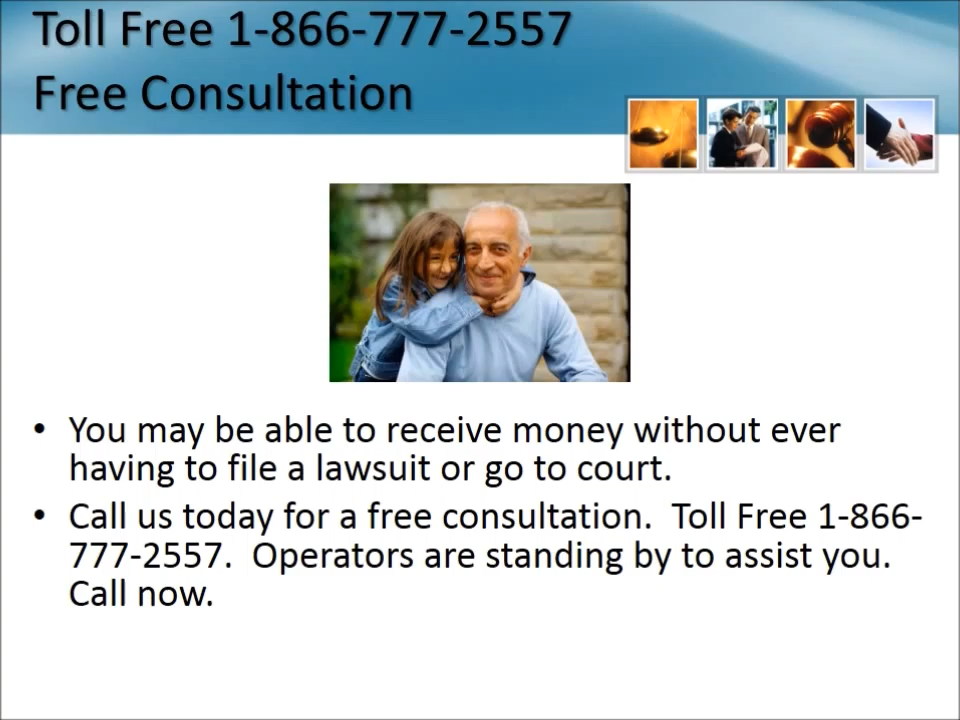 Toll Free 1-866-777-2557
Free Consultation
• You may be able to receive money without ever
having to file a lawsuit or go to court.
• Call us today for a free consultation.  Toll Free 1-866-
777-2557.  Operators are standing by to assist you.
Call now.